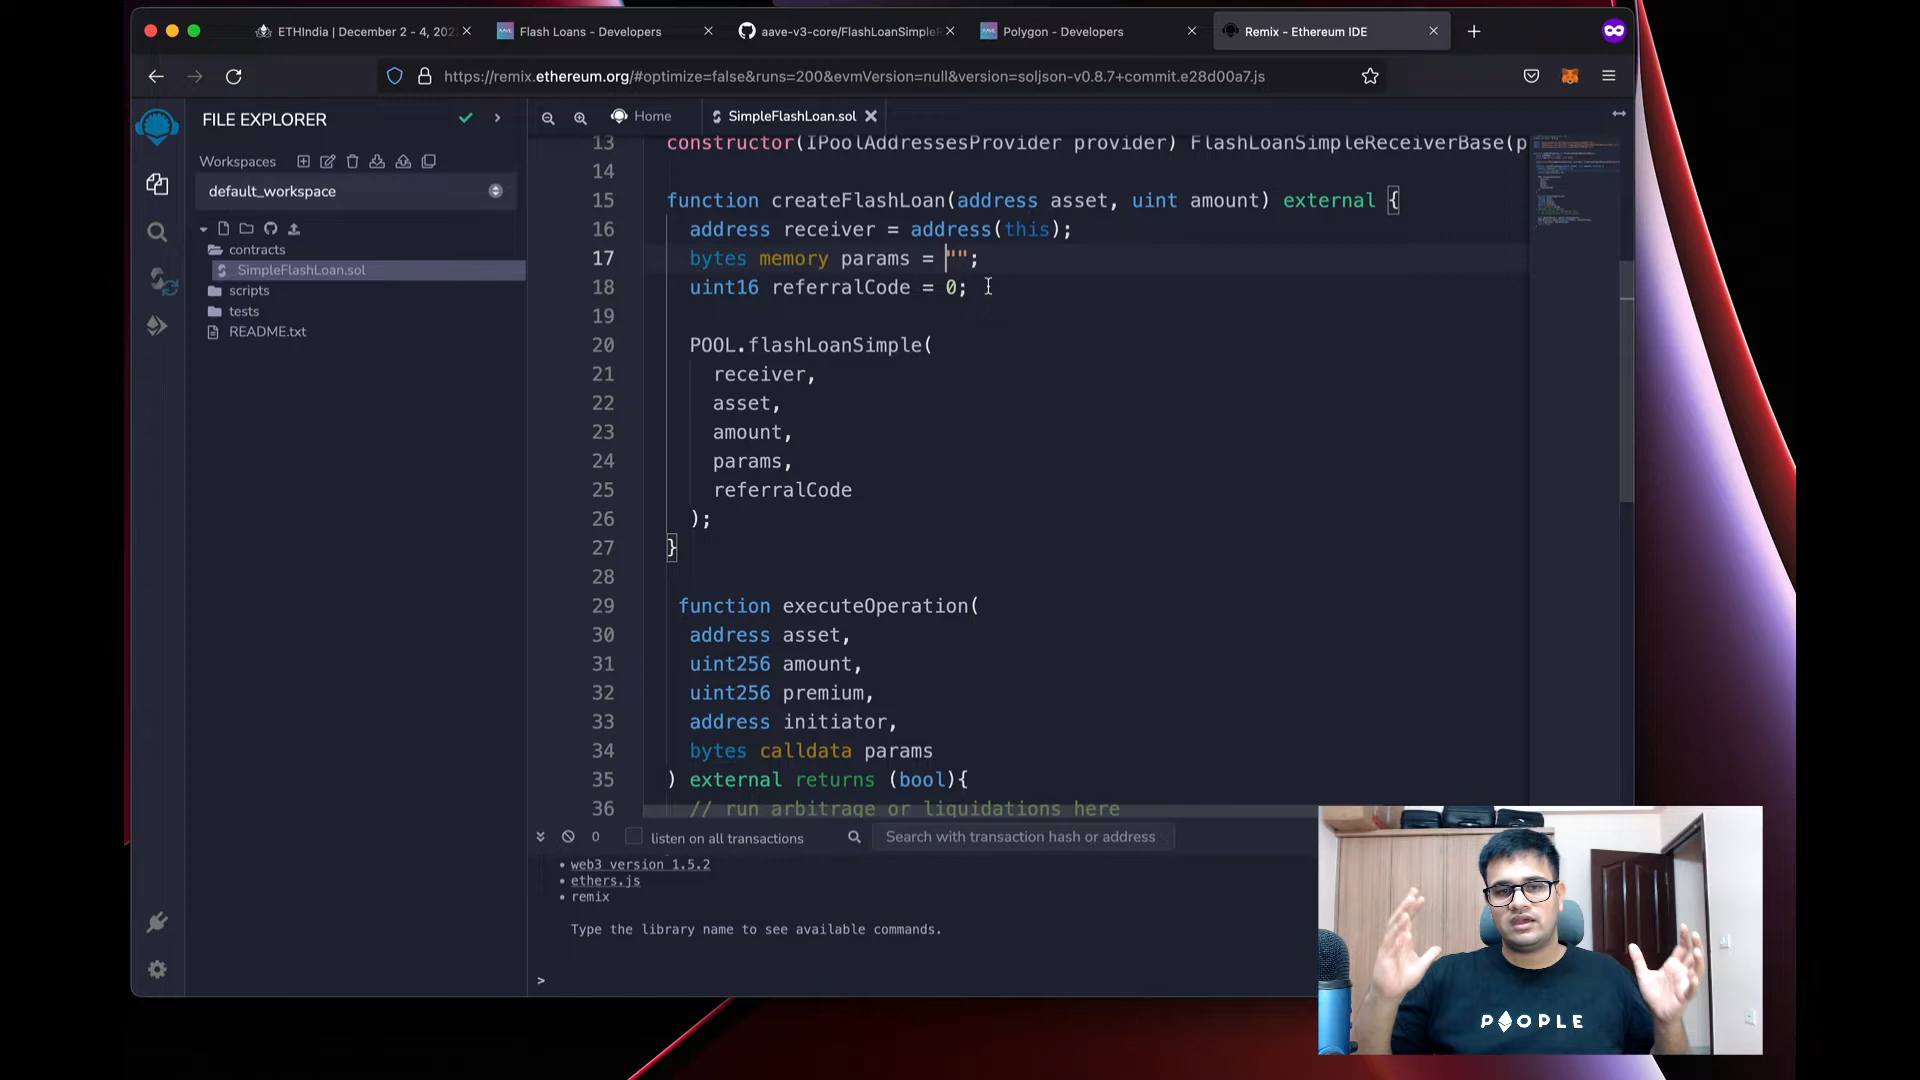 ETHIndia | December 2 - 4, 202
Flash Loans - Developers
aave-v3-core/FlashLoanSimpleR
Polygon - Developers
Remix - Ethereum IDE
https://remix.ethereum.org/#optimize=false&runs=200&evmVersion=null&version=soljson-v0.8.7+commit.e28d00a7.js
FILE EXPLORER
Home
SimpleFlashLoan.sol
Workspaces
default_workspace
contracts
SimpleFlashLoan.sol
scripts
tests
README.txt
13 constructor(IPoolAddressesProvider provider) FlashLoanSimpleReceiverBase(p
14
15 function createFlashLoan(address asset, uint amount) external {
16 address receiver = address(this);
17 bytes memory params = "";
18 uint16 referralCode = 0;
19
20 POOL.flashLoanSimple(
21 receiver,
22 asset,
23 amount,
24 params,
25 referralCode
26 );
27 }
28
29 function executeOperation(
30 address asset,
31 uint256 amount,
32 uint256 premium,
33 address initiator,
34 bytes calldata params
35 ) external returns (bool){
36 // run arbitrage or liquidations here
0 listen on all transactions
Search with transaction hash or address
• web3 version 1.5.2
• ethers.js
• remix
Type the library name to see available commands.
>
P OPLE